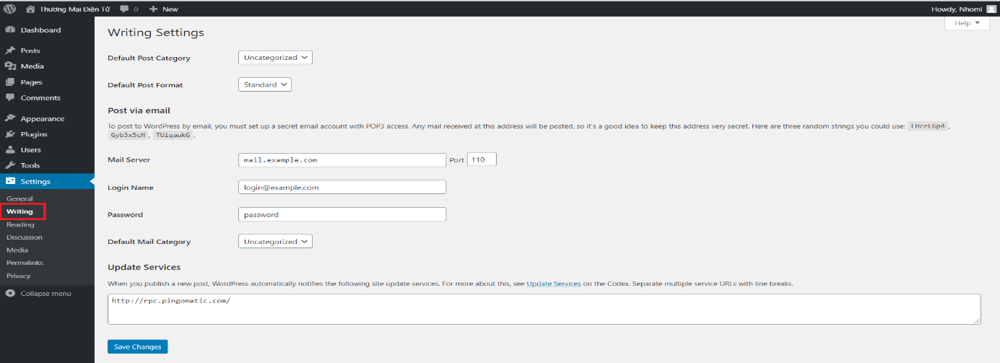 Thương Mại Điện Tử 0 New Howdy, Nhoml
Help
Dashboard
Posts
Media
Pages
Comments
Appearance
Plugins
Users
Tools
Settings
General
Writing
Reading
Discussion
Media
Permalinks
Privacy
Collapse menu
Writing Settings
Default Post Category Uncategorized
Default Post Format Standard
Post via email
To post to WordPress by email, you must set up a secret email account with POP3 access. Any mail received at this address will be posted, so it's a good idea to keep this address very secret. Here are three random strings you could use: LHcrLGp4 ,
Gyb3x5cH , TUiqaukG .
Mail Server mail.example.com Port 110
Login Name login@example.com
Password password
Default Mail Category Uncategorized
Update Services
When you publish a new post, WordPress automatically notifies the following site update services. For more about this, see Update Services on the Codex. Separate multiple service URLs with line breaks.
http://rpc.pingomatic.com/
Save Changes